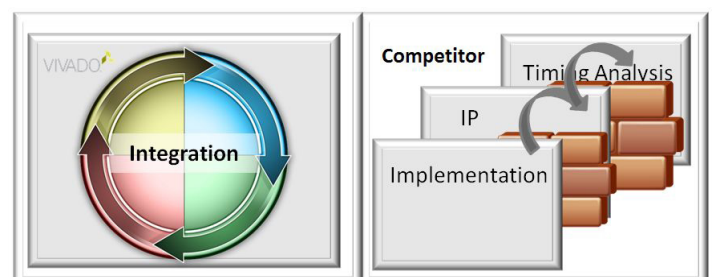 VIVADO
Integration
Competitor
Timing Analysis
IP
Implementation